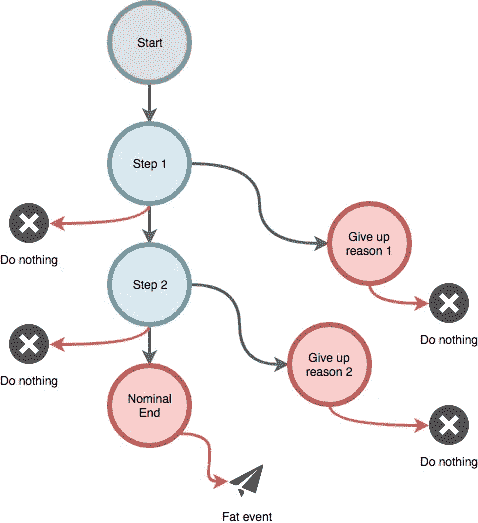 Start
Step 1
Give up
reason 1
Do nothing
Step 2
Do nothing
Give up
reason 2
Do nothing
Nominal
End
Do nothing
Fat event